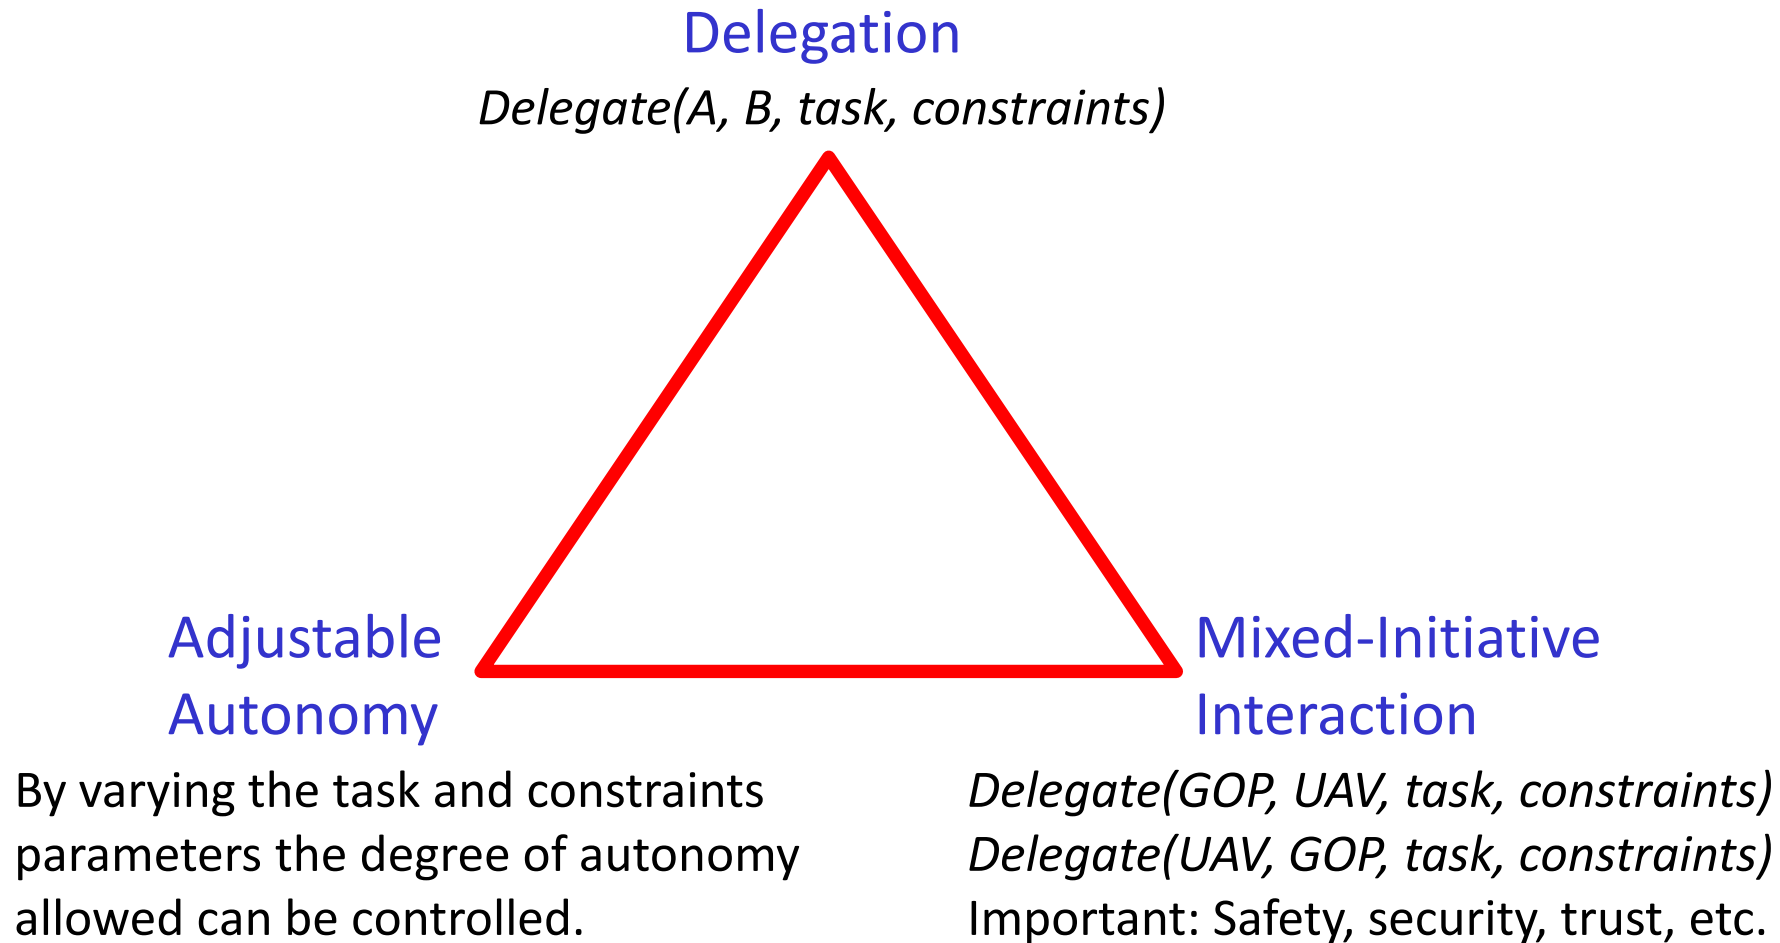 Delegation
Delegate(A, B, task, constraints)
Adjustable
Autonomy
By varying the task and constraints
parameters the degree of autonomy
allowed can be controlled.
Mixed-Initiative
Interaction
Delegate(GOP, UAV, task, constraints)
Delegate(UAV, GOP, task, constraints)
Important: Safety, security, trust, etc.